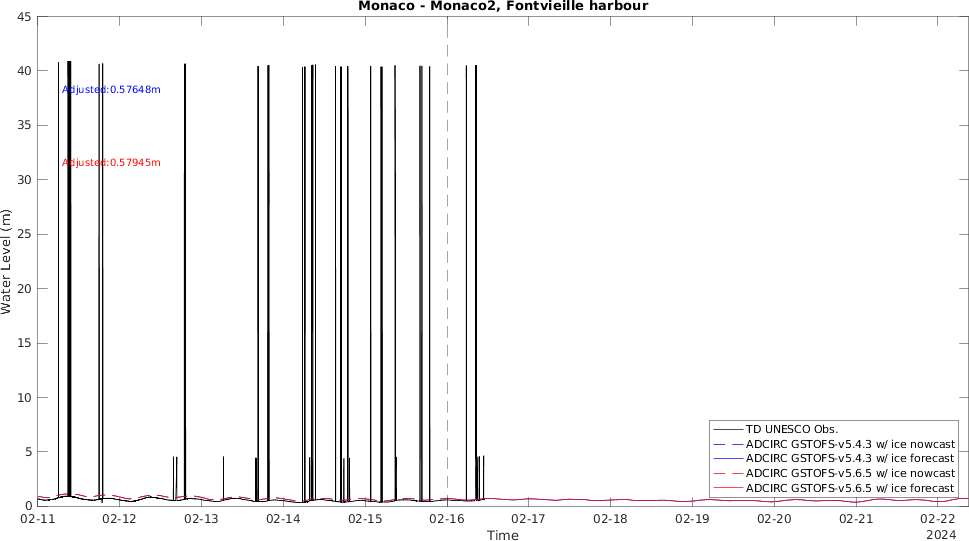 Monaco - Monaco2, Fontvieille harbour
45
40
35
30
25
20
15
10
5
0
Water Level (m)
Adjusted:0.57648m
Adjusted:0.57945m
TD UNESCO Obs.
ADCIRC GSTOFS-v5.4.3 w/ ice nowcast
ADCIRC GSTOFS-v5.4.3 w/ ice forecast
ADCIRC GSTOFS-v5.6.5 w/ ice nowcast
ADCIRC GSTOFS-v5.6.5 w/ ice forecast
02-11 02-12 02-13 02-14 02-15 02-16 02-17 02-18 02-19 02-20 02-21 02-22
Time
2024